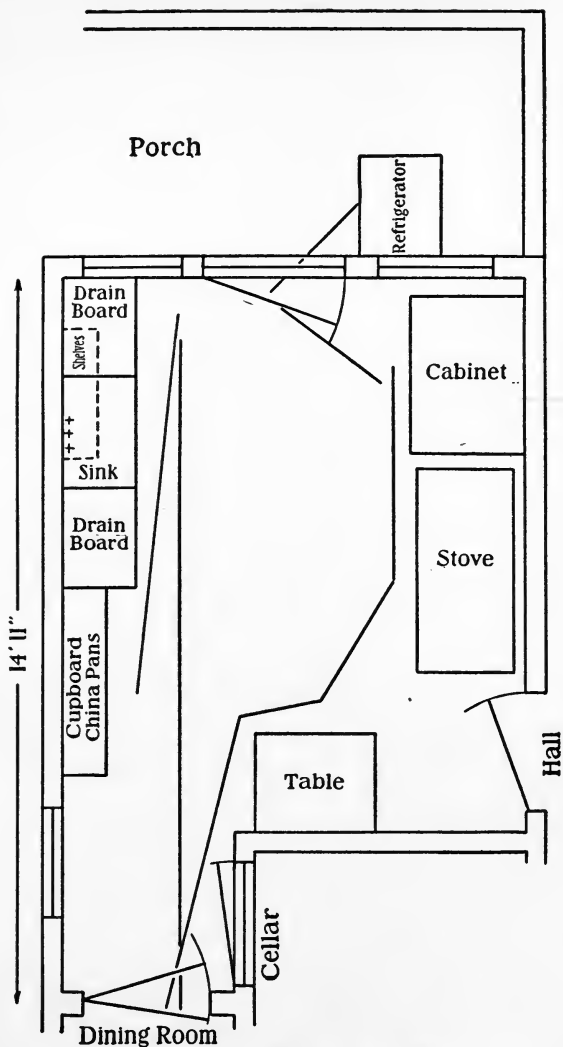 Porch
Refrigerator
Drain
Board
Shelves
+++
Sink
Drain
Board
Cabinet
Stove
14' 11"
Cupboard
China Pans
Table
Hall
Cellar
Dining Room